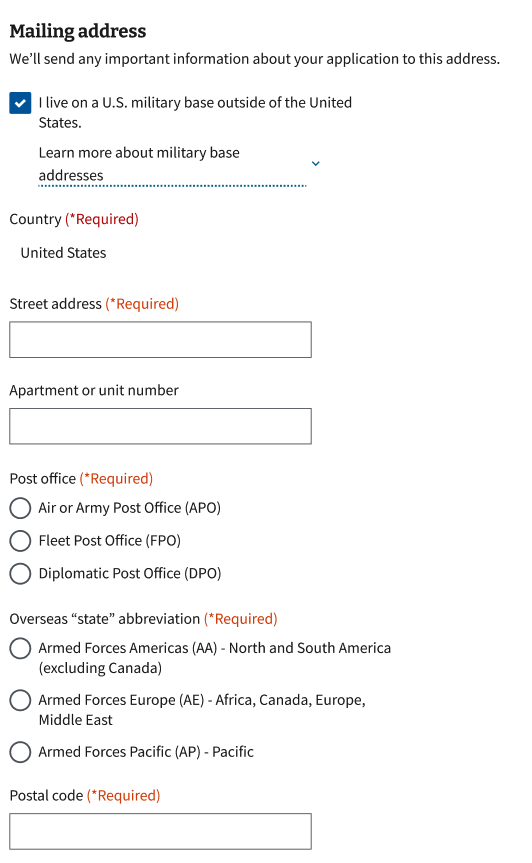 Mailing address
We’ll send any important information about your application to this address.
I live on a U.S. military base outside of the United
States.
Learn more about military base
addresses
Country (*Required)
United States
Street address (*Required)
Apartment or unit number
Post office (*Required)
Air or Army Post Office (APO)
Fleet Post Office (FPO)
Diplomatic Post Office (DPO)
Overseas “state” abbreviation (*Required)
Armed Forces Americas (AA) - North and South America
(excluding Canada)
Armed Forces Europe (AE) - Africa, Canada, Europe,
Middle East
Armed Forces Pacific (AP) - Pacific
Postal code (*Required)